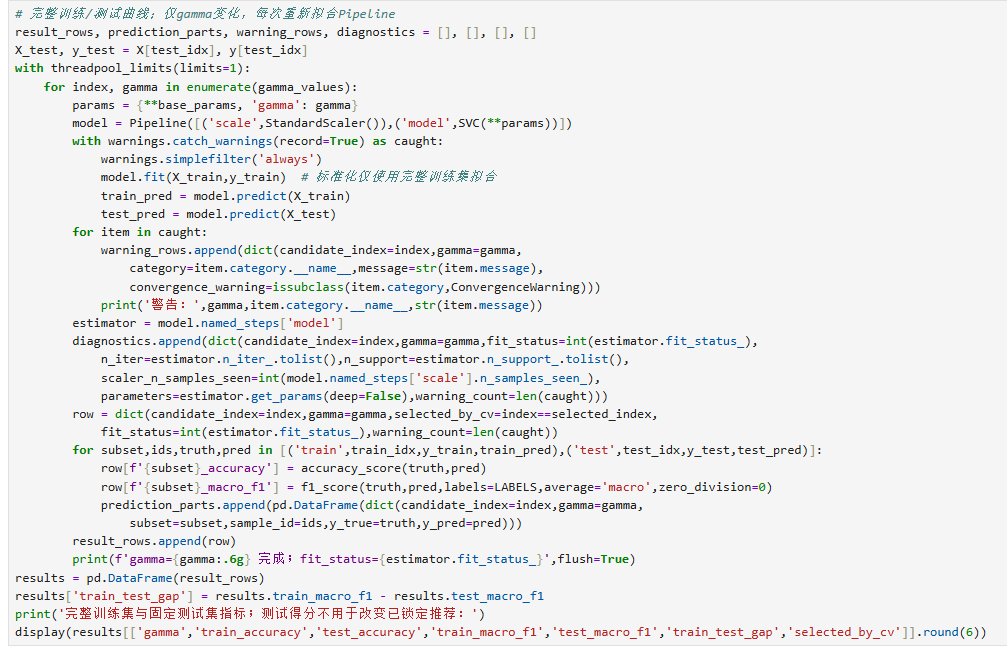 # 完整训练/测试曲线；仅gamma变化，每次重新拟合Pipeline
result_rows, prediction_parts, warning_rows, diagnostics = [], [], [], []
X_test, y_test = X[test_idx], y[test_idx]
with threadpool_limits(limits=1):
    for index, gamma in enumerate(gamma_values):
        params = {**base_params, 'gamma': gamma}
        model = Pipeline([('scale',StandardScaler()),('model',SVC(**params))])
        with warnings.catch_warnings(record=True) as caught:
            warnings.simplefilter('always')
            model.fit(X_train,y_train)  # 标准化仅使用完整训练集拟合
            train_pred = model.predict(X_train)
            test_pred = model.predict(X_test)
        for item in caught:
            warning_rows.append(dict(candidate_index=index,gamma=gamma,
                category=item.category.__name__,message=str(item.message),
                convergence_warning=issubclass(item.category,ConvergenceWarning)))
            print('警告：',gamma,item.category.__name__,str(item.message))
        estimator = model.named_steps['model']
        diagnostics.append(dict(candidate_index=index,gamma=gamma,fit_status=int(estimator.fit_status_),
            n_iter=estimator.n_iter_.tolist(),n_support=estimator.n_support_.tolist(),
            scaler_n_samples_seen=int(model.named_steps['scale'].n_samples_seen_),
            parameters=estimator.get_params(deep=False),warning_count=len(caught)))
        row = dict(candidate_index=index,gamma=gamma,selected_by_cv=index==selected_index,
            fit_status=int(estimator.fit_status_),warning_count=len(caught))
        for subset,ids,truth,pred in [('train',train_idx,y_train,train_pred),('test',test_idx,y_test,test_pred)]:
            row[f'{subset}_accuracy'] = accuracy_score(truth,pred)
            row[f'{subset}_macro_f1'] = f1_score(truth,pred,labels=LABELS,average='macro',zero_division=0)
            prediction_parts.append(pd.DataFrame(dict(candidate_index=index,gamma=gamma,
                subset=subset,sample_id=ids,y_true=truth,y_pred=pred)))
        result_rows.append(row)
        print(f'gamma={gamma:.6g} 完成；fit_status={estimator.fit_status_}',flush=True)
results = pd.DataFrame(result_rows)
results['train_test_gap'] = results.train_macro_f1 - results.test_macro_f1
print('完整训练集与固定测试集指标；测试得分不用于改变已锁定推荐：')
display(results[['gamma','train_accuracy','test_accuracy','train_macro_f1','test_macro_f1','train_test_gap','selected_by_cv']].round(6))